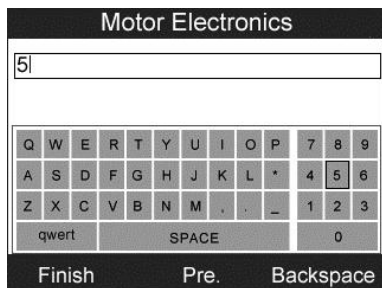 Motor Electronics
5
Q W E R T Y U I O P 7 8 9
A S D F G H J K L * 4 5 6
Z X C V B N M , . _ 1 2 3
qwert SPACE 0
Finish Pre. Backspace